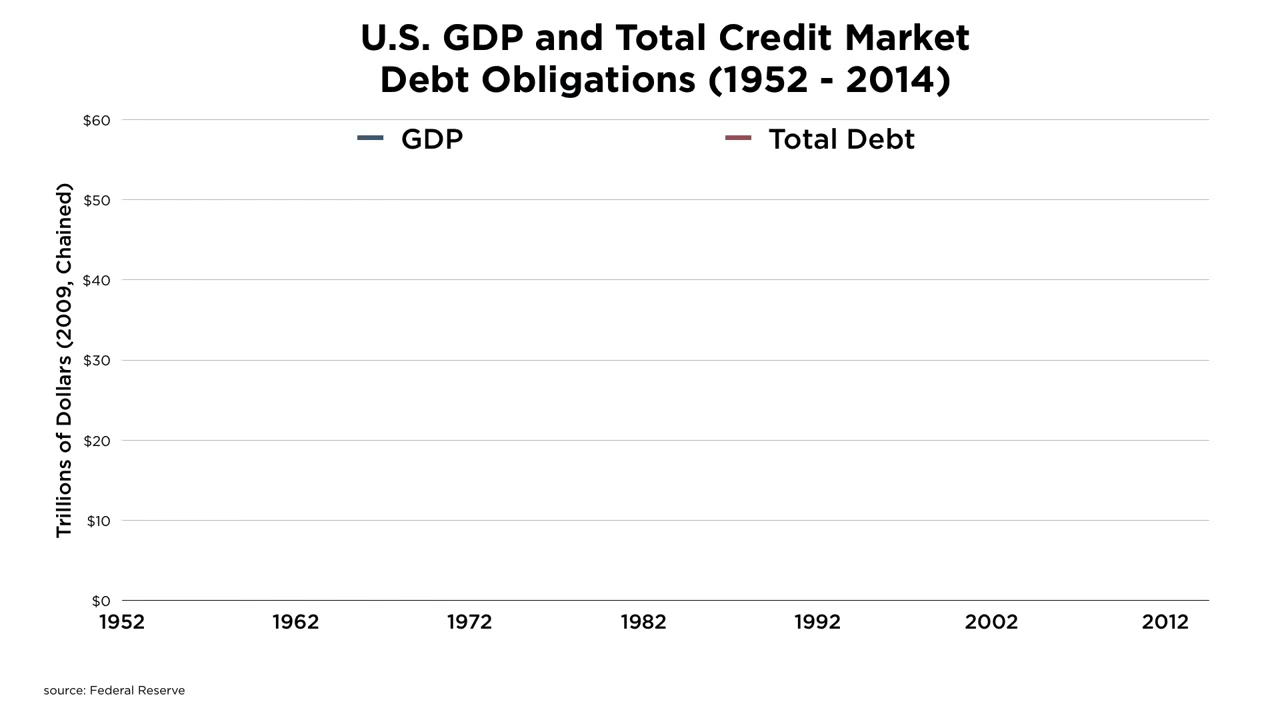 U.S. GDP and Total Credit Market
Debt Obligations (1952 - 2014)
GDP
Total Debt
Trillions of Dollars (2009, Chained)
$60
$50
$40
$30
$20
$10
$0
1952 1962 1972 1982 1992 2002 2012
source: Federal Reserve